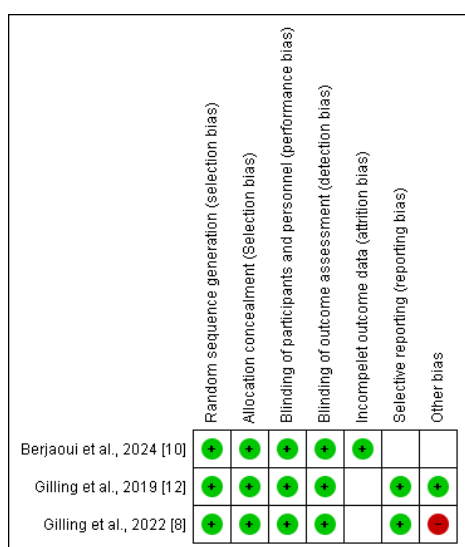 Random sequence generation (selection bias)
Allocation concealment (Selection bias)
Blinding of participants and personnel (performance bias)
Blinding of outcome assessment (detection bias)
Incompelet outcome data (attrition bias)
Selective reporting (reporting bias)
Other bias
Berjaoui et al., 2024 [10] + + + + +
Gilling et al., 2019 [12] + + + + + +
Gilling et al., 2022 [8] + + + + + -